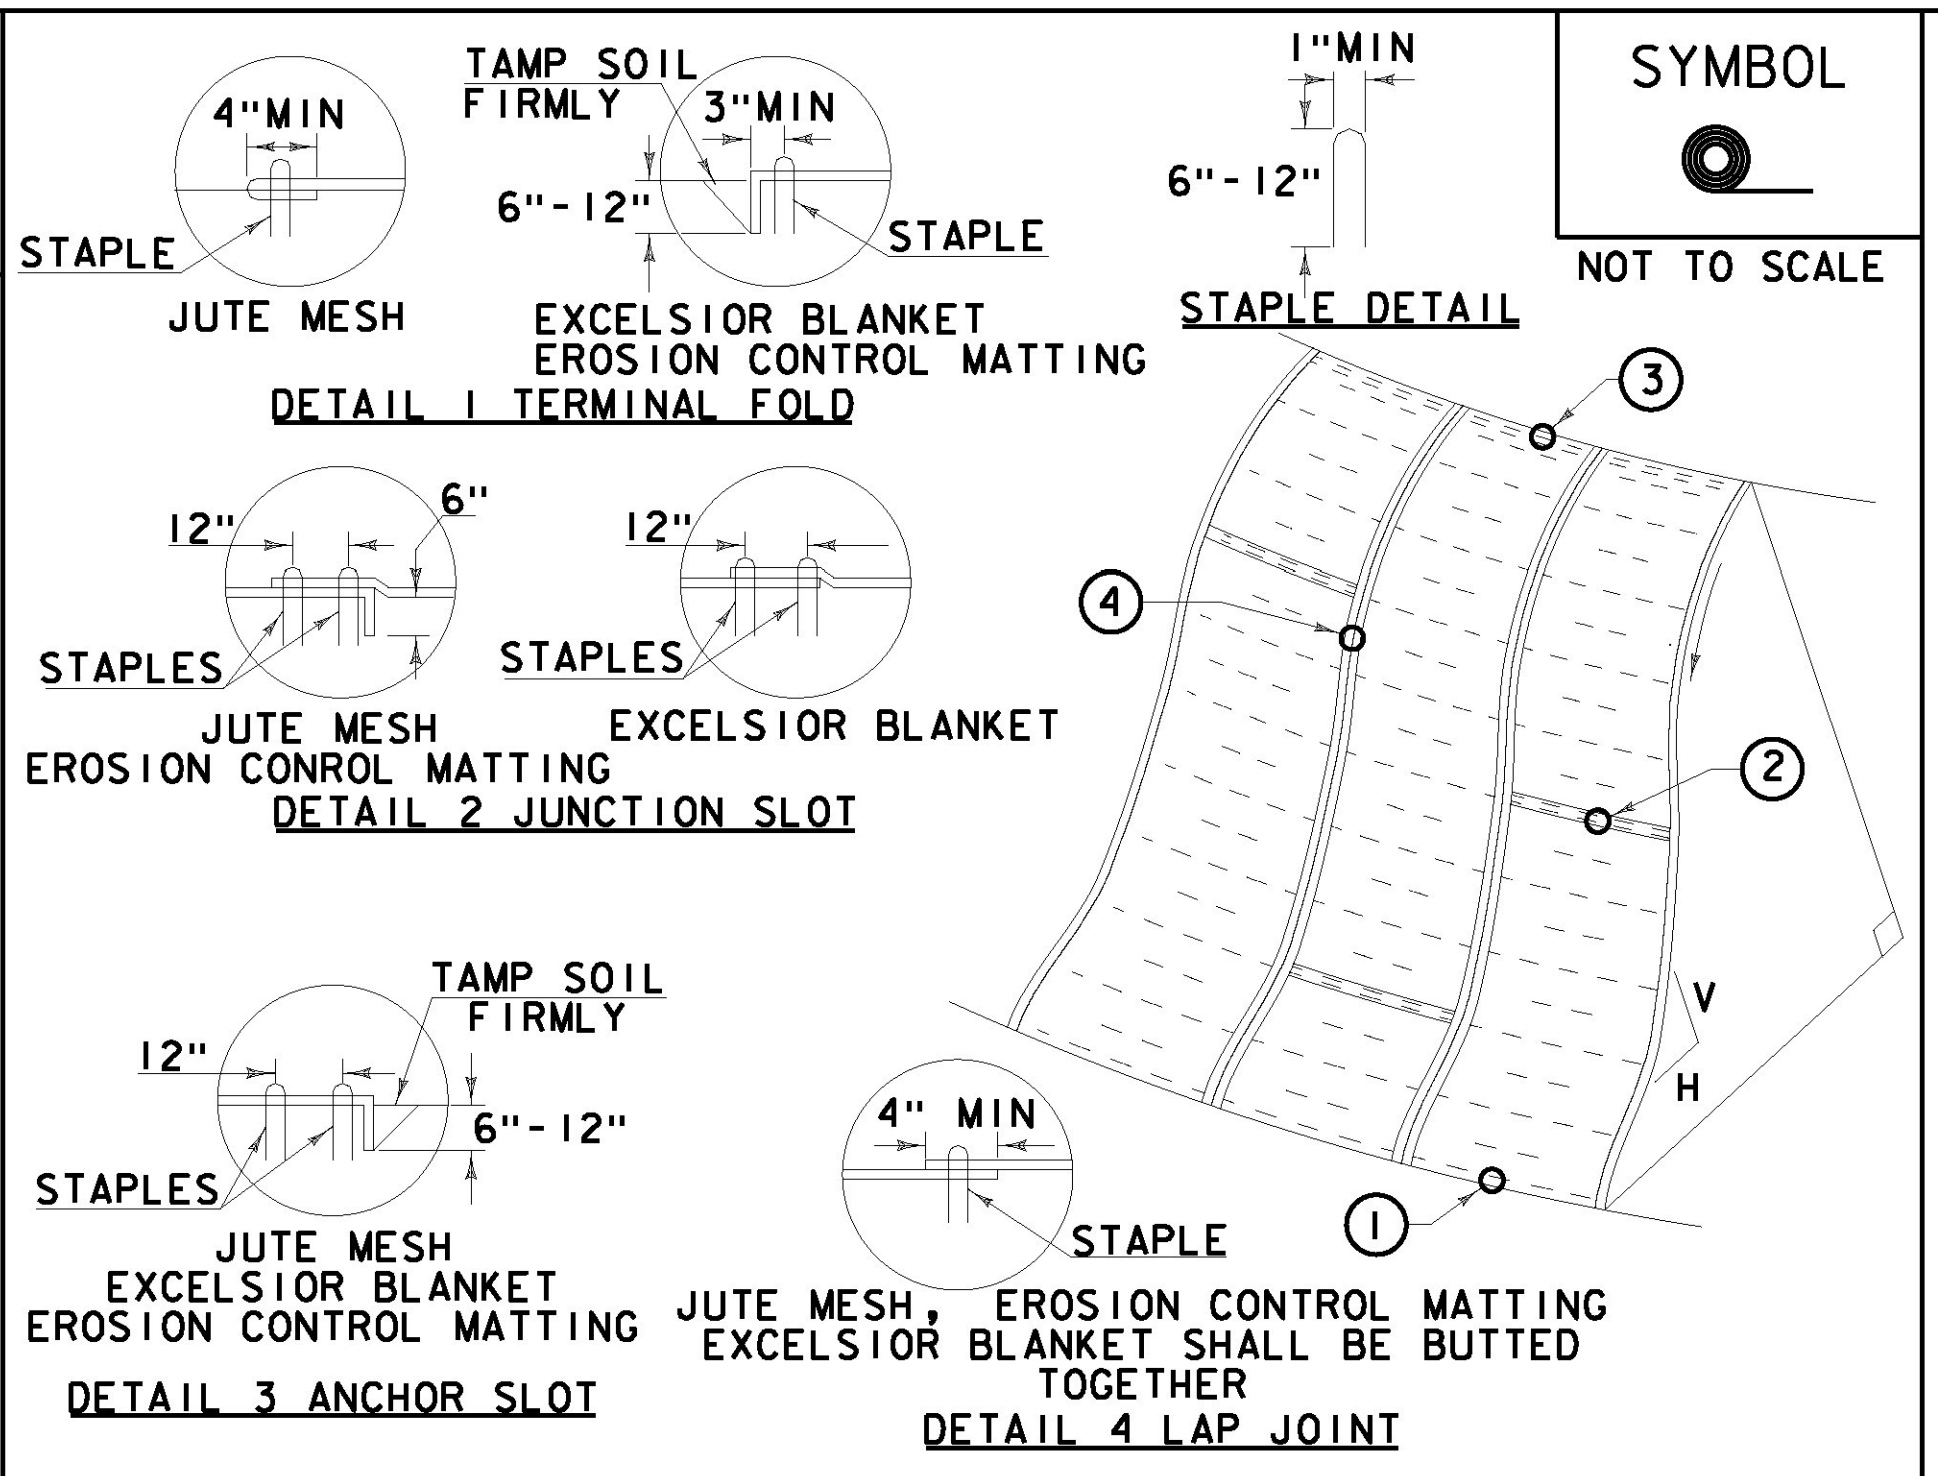 4"MIN
STAPLE
JUTE MESH
TAMP SOIL
FIRMLY
3"MIN
6"-12"
STAPLE
EXCELSIOR BLANKET
EROSION CONTROL MATTING
DETAIL 1 TERMINAL FOLD
1"MIN
6"-12"
STAPLE DETAIL
SYMBOL
NOT TO SCALE
12"
6"
STAPLES
JUTE MESH
EROSION CONROL MATTING
12"
STAPLES
EXCELSIOR BLANKET
DETAIL 2 JUNCTION SLOT
3
4
2
V
H
1
TAMP SOIL
FIRMLY
12"
6"-12"
STAPLES
JUTE MESH
EXCELSIOR BLANKET
EROSION CONTROL MATTING
DETAIL 3 ANCHOR SLOT
4" MIN
STAPLE
JUTE MESH, EROSION CONTROL MATTING
EXCELSIOR BLANKET SHALL BE BUTTED
TOGETHER
DETAIL 4 LAP JOINT